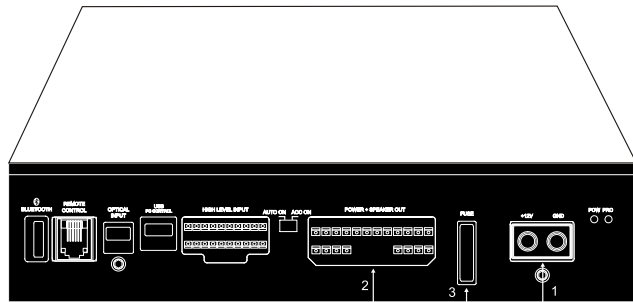 BLUETOOTH
REMOTE
CONTROL
OPTICAL
INPUT
USB
PC CONTROL
HIGH LEVEL INPUT
AUTO ON
ACC ON
POWER + SPEAKER OUT
FUSE
+12V
GND
POW PRO
2
3
1